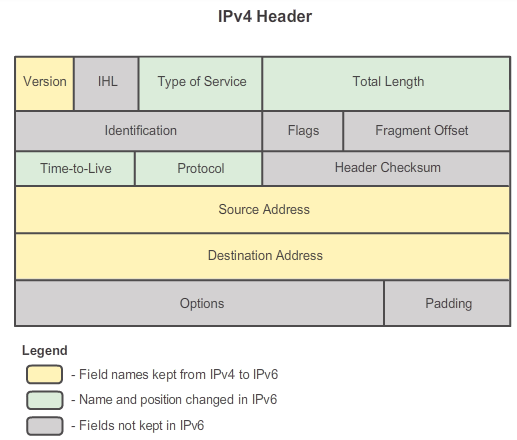 IPv4 Header
Version IHL Type of Service Total Length
Identification Flags Fragment Offset
Time-to-Live Protocol Header Checksum
Source Address
Destination Address
Options Padding
Legend
- Field names kept from IPv4 to IPv6
- Name and position changed in IPv6
- Fields not kept in IPv6